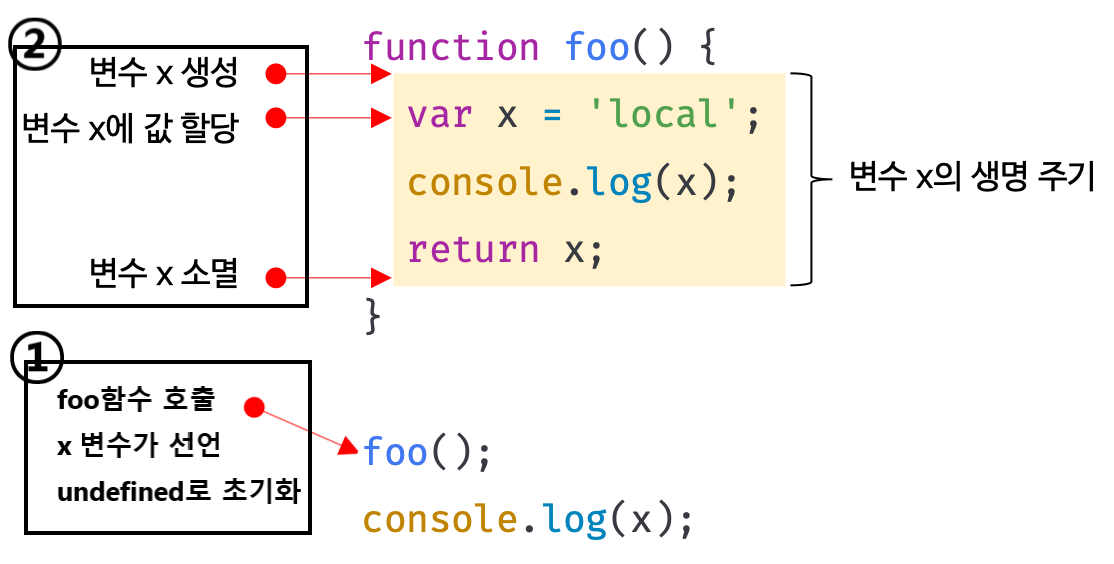 ②
변수 x 생성
변수 x에 값 할당
변수 x 소멸
function foo() {
var x = 'local';
console.log(x);
return x;
}
변수 x의 생명 주기
①
foo함수 호출
x 변수가 선언
undefined로 초기화
foo();
console.log(x);